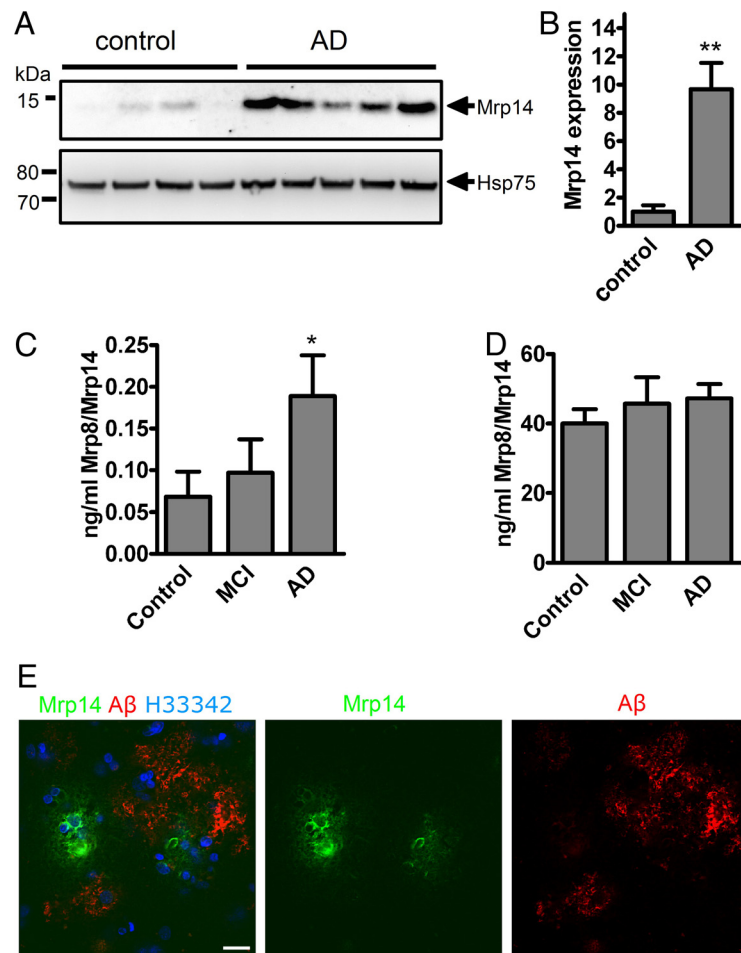 A
control AD
kDa
15
Mrp14
80
70
Hsp75
B
Mrp14 expression
14
12
10
8
6
4
2
0
**
control
AD
C
ng/ml Mrp8/Mrp14
0.25
0.20
0.15
0.10
0.05
0.00
*
Control
MCI
AD
D
ng/ml Mrp8/Mrp14
60
40
20
0
Control
MCI
AD
E
Mrp14 Aβ H33342
Mrp14
Aβ